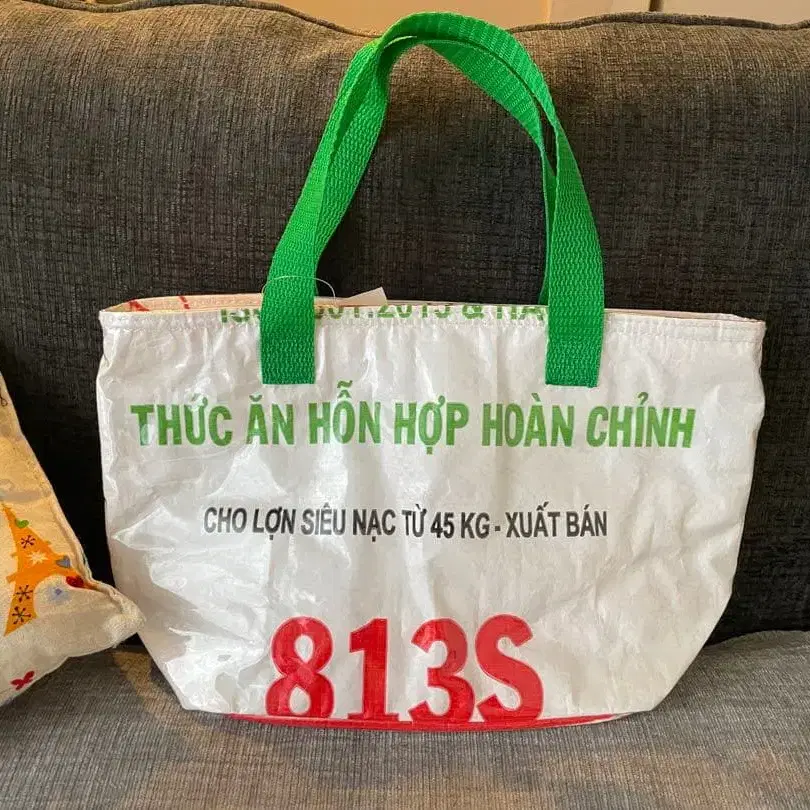 THỨC ĂN HỖN HỢP HOÀN CHỈNH
CHO LỢN SIÊU NẠC TỪ 45 KG - XUẤT BÁN
813S